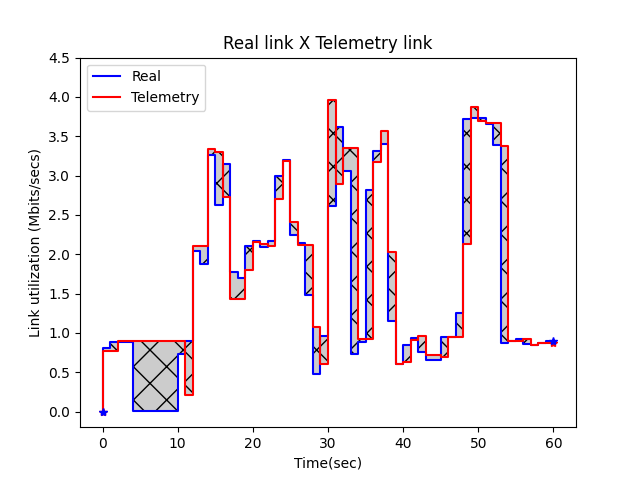 Real link X Telemetry link
Link utilization (Mbits/secs)
4.5
4.0
3.5
3.0
2.5
2.0
1.5
1.0
0.5
0.0
Real
Telemetry
0 10 20 30 40 50 60
Time(sec)